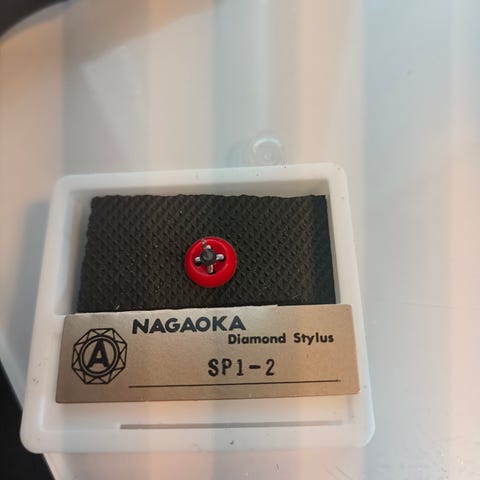 A
NAGAOKA
Diamond Stylus
SP1-2